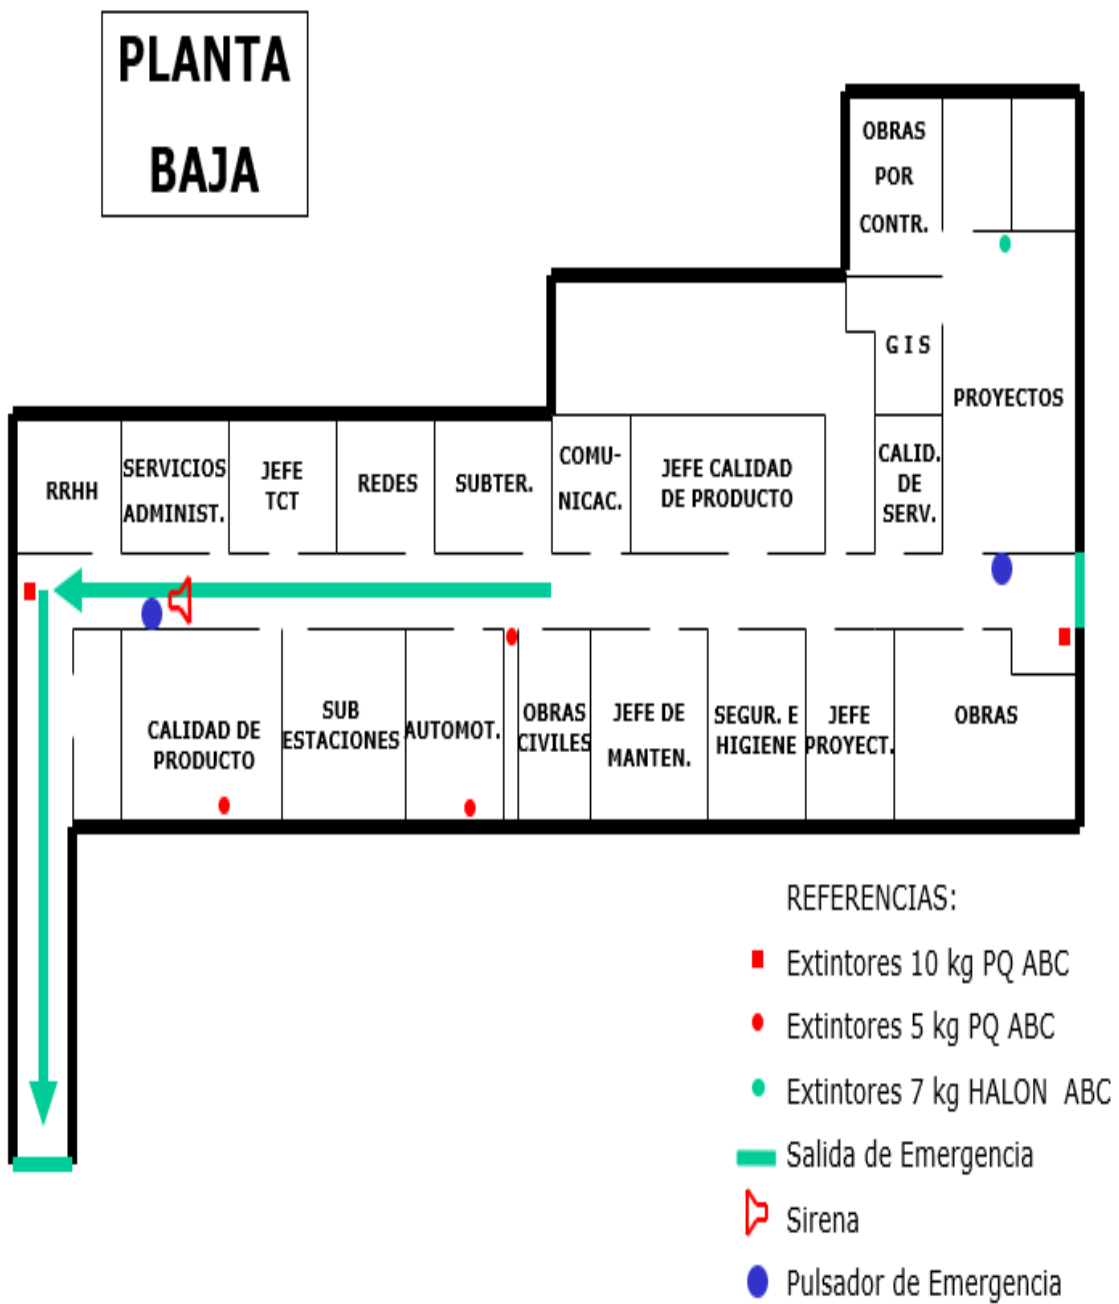 PLANTA
BAJA
OBRAS
POR
CONTR.
G I S
PROYECTOS
RRHH
SERVICIOS
ADMINIST.
JEFE
TCT
REDES
SUBTER.
COMU-
NICAC.
JEFE CALIDAD
DE PRODUCTO
CALID.
DE
SERV.
CALIDAD DE
PRODUCTO
SUB
ESTACIONES
AUTOMOT.
OBRAS
CIVILES
JEFE DE
MANTEN.
SEGUR. E
HIGIENE
JEFE
PROYECT.
OBRAS
REFERENCIAS:
Extintores 10 kg PQ ABC
Extintores 5 kg PQ ABC
Extintores 7 kg HALON ABC
Salida de Emergencia
Sirena
Pulsador de Emergencia